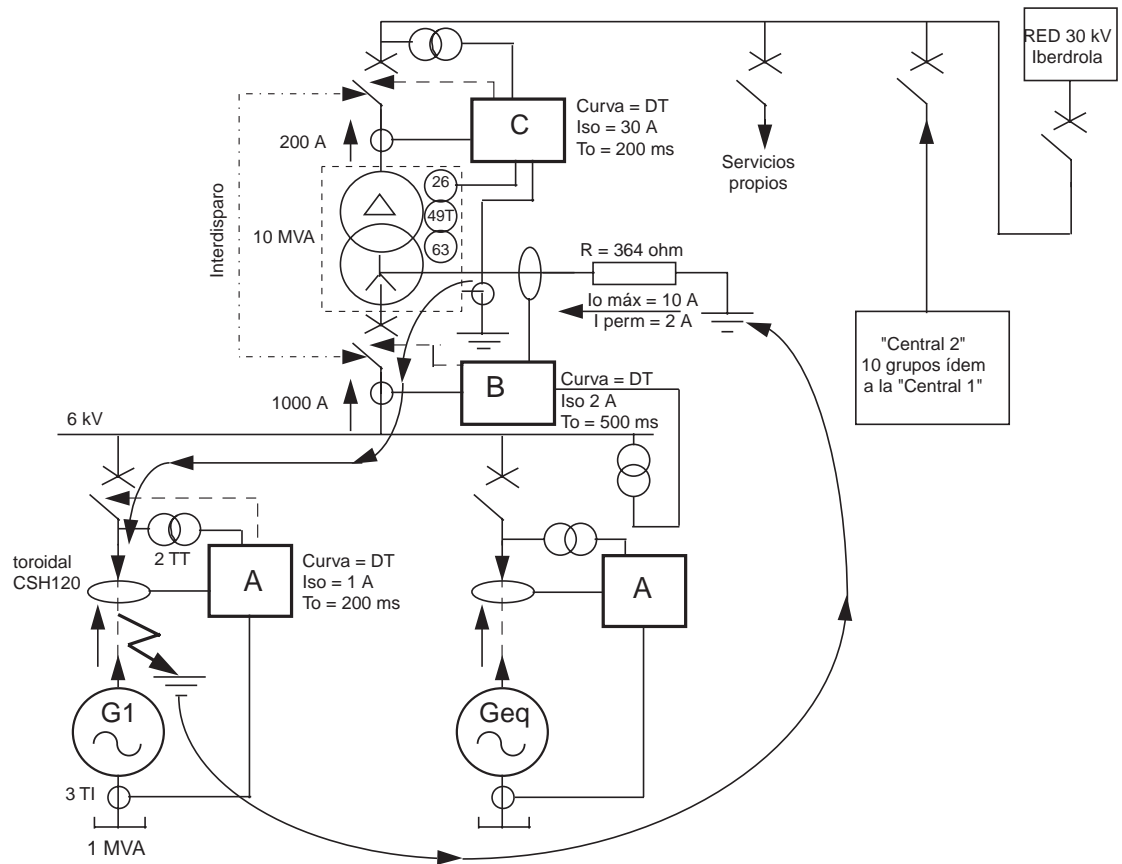 RED 30 kV
Iberdrola
C
Curva = DT
Iso = 30 A
To = 200 ms
200 A
Servicios
propios
26
49T
63
10 MVA
Interdisparo
R = 364 ohm
Io máx = 10 A
I perm = 2 A
"Central 2"
10 grupos ídem
a la "Central 1"
B
Curva = DT
Iso 2 A
To = 500 ms
1000 A
6 kV
2 TT
toroidal
CSH120
A
Curva = DT
Iso = 1 A
To = 200 ms
A
G1
Geq
3 TI
1 MVA